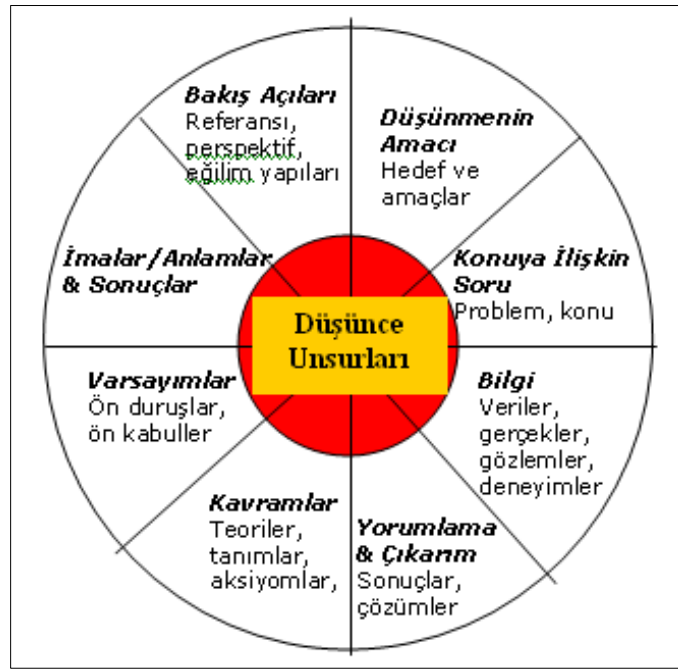 Bakış Açıları
Referansı,
perspektif,
eğilim yapıları
Düşünmenin
Amacı
Hedef ve
amaçlar
Konuya İlişkin
Soru
Problem, konu
Bilgi
Veriler,
gerçekler,
gözlemler,
deneyimler
Yorumlama
& Çıkarım
Sonuçlar,
çözümler
Kavramlar
Teoriler,
tanımlar,
aksiyomlar,
Varsayımlar
Ön duruşlar,
ön kabuller
İmalar/Anlamlar
& Sonuçlar
Düşünce
Unsurları